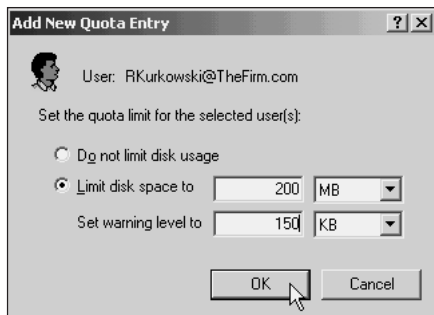 Add New Quota Entry
User: RKurkowski@TheFirm.com
Set the quota limit for the selected user(s):
Do not limit disk usage
Limit disk space to 200 MB
Set warning level to 150 KB
OK Cancel